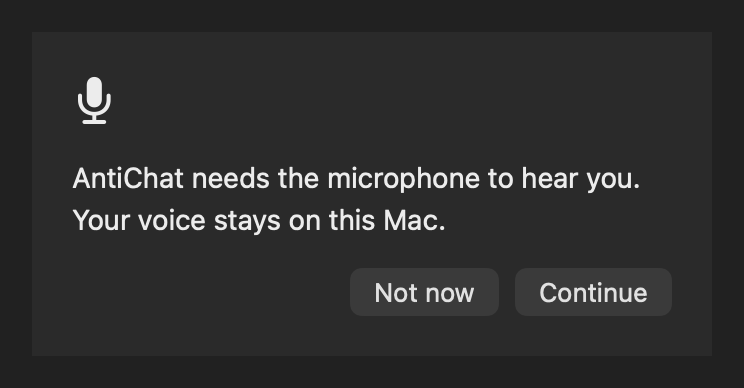 AntiChat needs the microphone to hear you.
Your voice stays on this Mac.
Not now
Continue